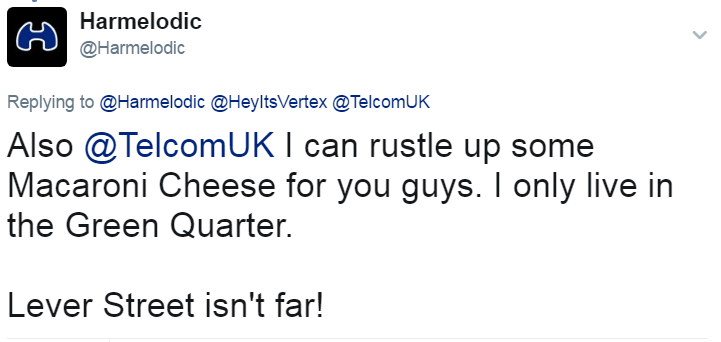 Harmelodic
@Harmelodic
Replying to @Harmelodic @HeyItsVertex @TelcomUK
Also @TelcomUK I can rustle up some
Macaroni Cheese for you guys. I only live in
the Green Quarter.
Lever Street isn't far!